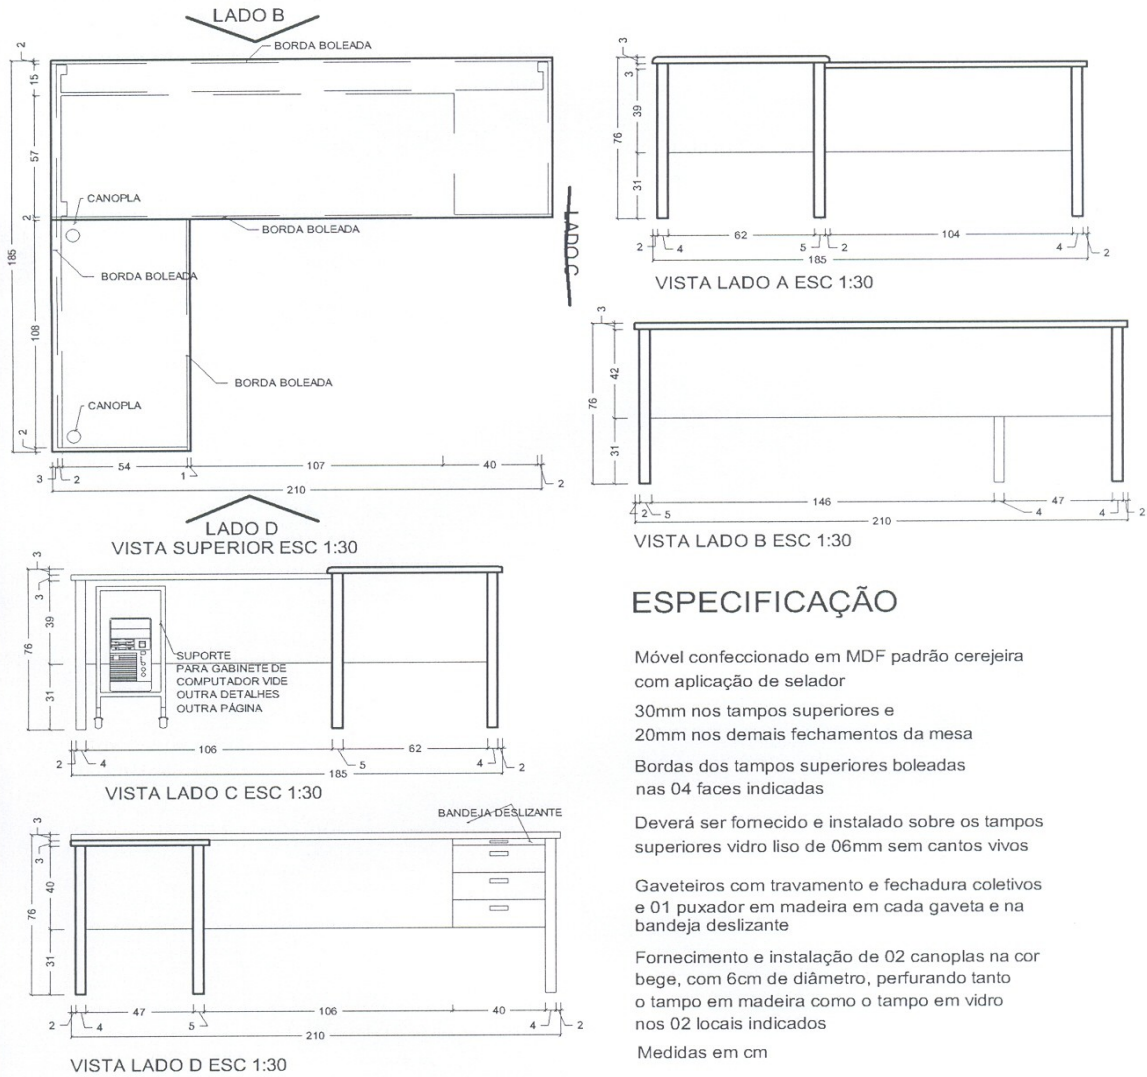 LADO B
BORDA BOLEADA
2
15
57
2
108
2
185
CANOPLA
BORDA BOLEADA
BORDA BOLEADA
BORDA BOLEADA
CANOPLA
LADO C
3
2
54
1
107
40
2
210
LADO D
VISTA SUPERIOR ESC 1:30
3
3
39
76
31
2
4
62
5
2
104
4
2
185
VISTA LADO A ESC 1:30
3
42
76
31
2
5
146
4
47
4
2
210
VISTA LADO B ESC 1:30
3
3
39
76
31
SUPORTE
PARA GABINETE DE
COMPUTADOR VIDE
OUTRA DETALHES
OUTRA PÁGINA
2
4
106
5
62
4
2
185
VISTA LADO C ESC 1:30
BANDEJA DESLIZANTE
3
3
40
76
31
2
4
47
5
106
40
4
2
210
VISTA LADO D ESC 1:30
ESPECIFICAÇÃO
Móvel confeccionado em MDF padrão cerejeira
com aplicação de selador
30mm nos tampos superiores e
20mm nos demais fechamentos da mesa
Bordas dos tampos superiores boleadas
nas 04 faces indicadas
Deverá ser fornecido e instalado sobre os tampos
superiores vidro liso de 06mm sem cantos vivos
Gaveteiros com travamento e fechadura coletivos
e 01 puxador em madeira em cada gaveta e na
bandeja deslizante
Fornecimento e instalação de 02 canoplas na cor
bege, com 6cm de diâmetro, perfurando tanto
o tampo em madeira como o tampo em vidro
nos 02 locais indicados
Medidas em cm